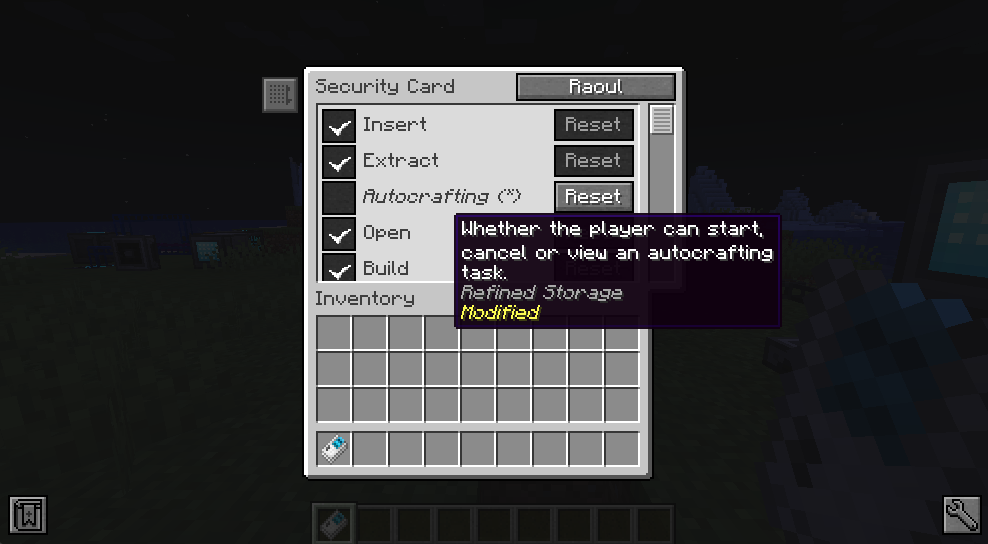 Security Card
Raoul
Insert
Reset
Extract
Reset
Autocrafting (*)
Reset
Open
Build
Whether the player can start,
cancel or view an autocrafting
task.
Refined Storage
Modified
Inventory